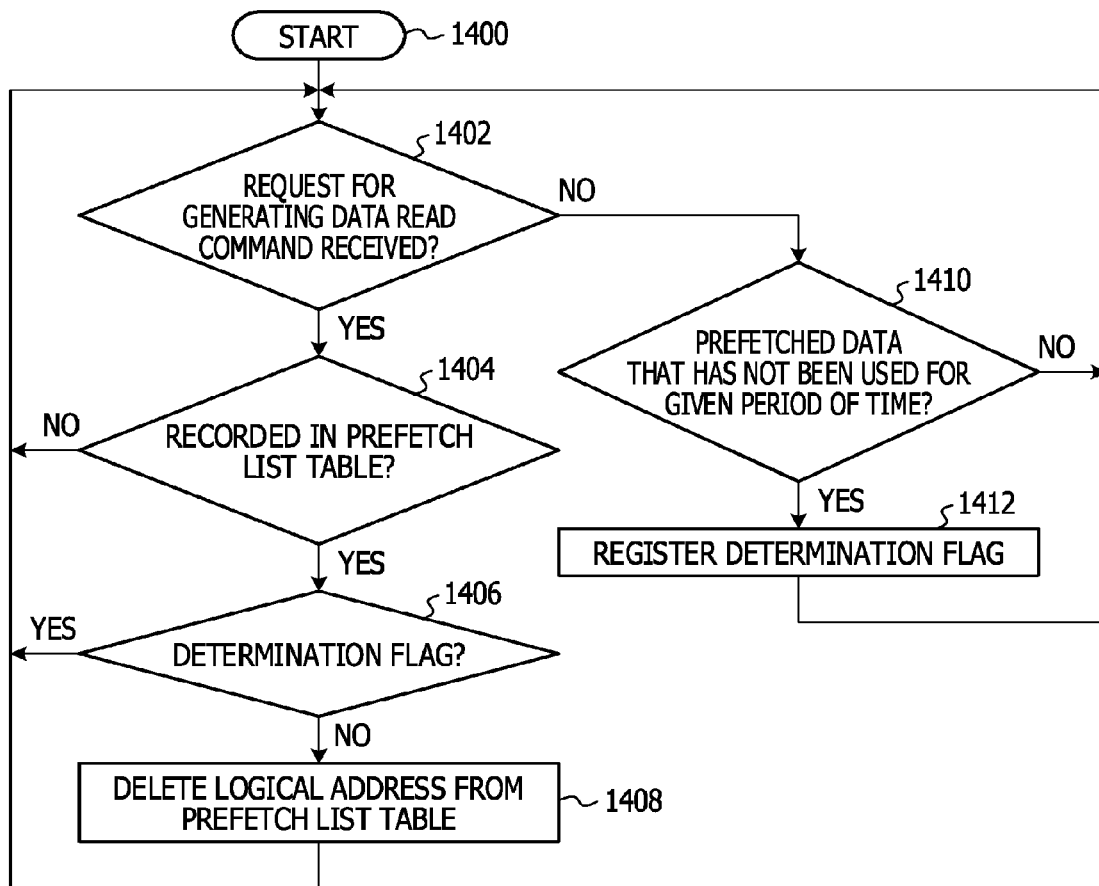 START
1400
1402
REQUEST FOR
GENERATING DATA READ
COMMAND RECEIVED?
NO
YES
1410
PREFETCHED DATA
THAT HAS NOT BEEN USED FOR
GIVEN PERIOD OF TIME?
NO
YES
1404
RECORDED IN PREFETCH
LIST TABLE?
NO
YES
1412
REGISTER DETERMINATION FLAG
1406
DETERMINATION FLAG?
YES
NO
DELETE LOGICAL ADDRESS FROM
PREFETCH LIST TABLE
1408